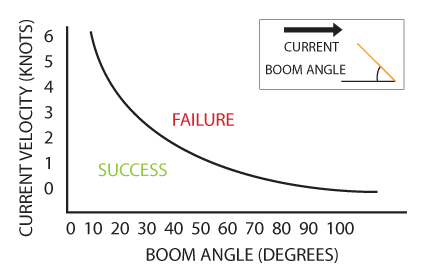 CURRENT VELOCITY (KNOTS)
6
5
4
3
2
1
0
CURRENT
BOOM ANGLE
FAILURE
SUCCESS
0 10 20 30 40 50 60 70 80 90 100
BOOM ANGLE (DEGREES)